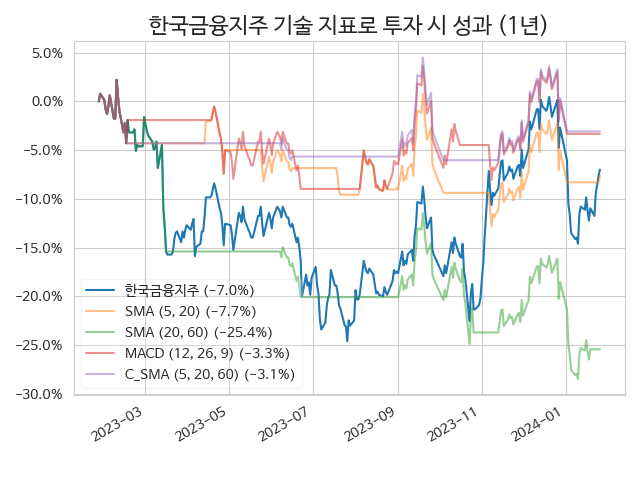 한국금융지주 기술 지표로 투자 시 성과 (1년)
5.0%
0.0%
−5.0%
−10.0%
−15.0%
−20.0%
−25.0%
−30.0%
한국금융지주 (−7.0%)
SMA (5, 20) (−7.7%)
SMA (20, 60) (−25.4%)
MACD (12, 26, 9) (−3.3%)
C_SMA (5, 20, 60) (−3.1%)
2023−03
2023−05
2023−07
2023−09
2023−11
2024−01